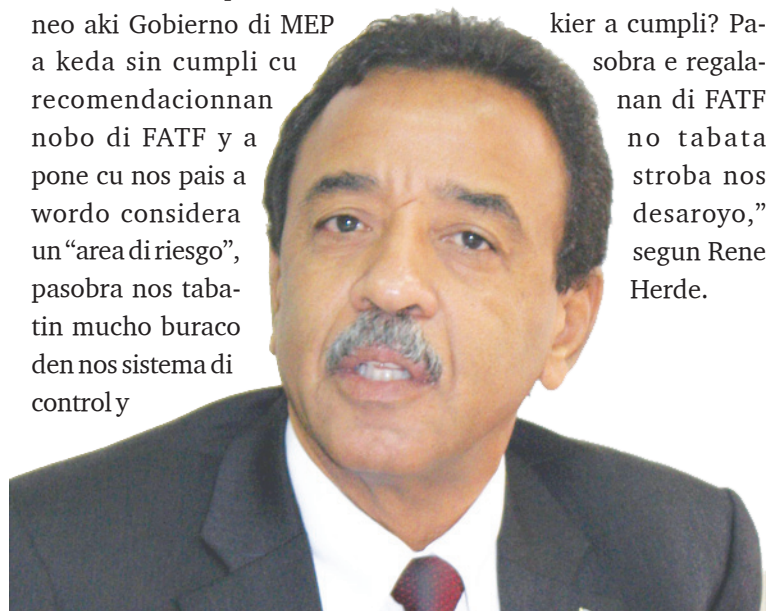 neo aki Gobierno di MEP
a keda sin cumpli cu
recomendacionnan
nobo di FATF y a
pone cu nos pais a
wordo considera
un “area di riesgo”,
pasobra nos taba-
tin mucho buraco
den nos sistema di
control y
kier a cumpli? Pa-
sobra e regala-
nan di FATF
no tabata
stroba nos
desaroyo,”
segun Rene
Herde.